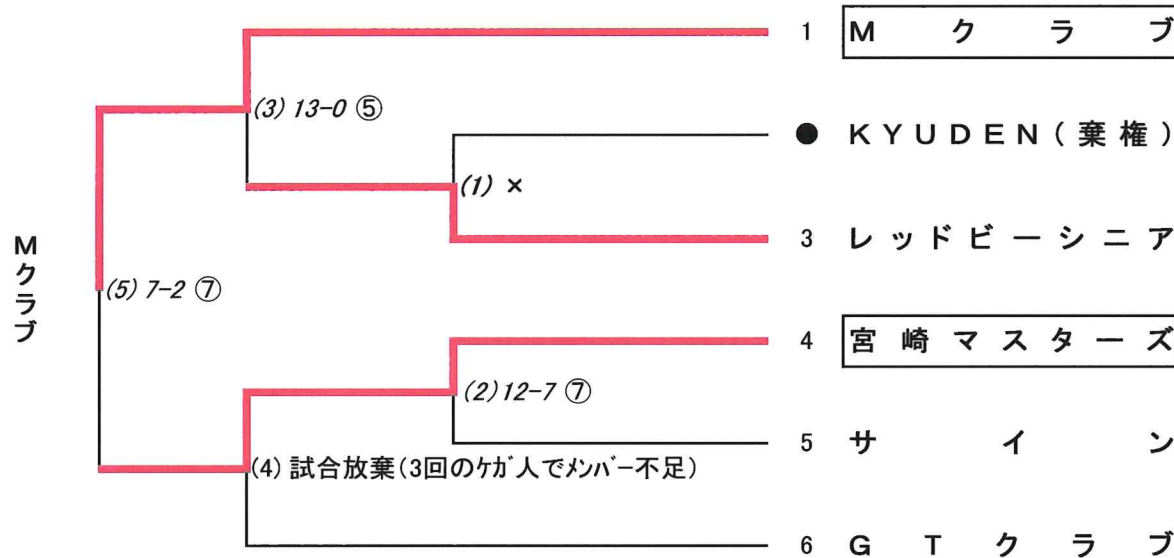 1 Mクラブ
(3) 13-0 ⑤
● KYUDEN(棄権)
(1) ×
3 レッドビーシニア
Mクラブ
(5) 7-2 ⑦
4 宮崎マスターズ
(2) 12-7 ⑦
5 サイン
(4) 試合放棄(3回のケガ人でメンバー不足)
6 GTクラブ